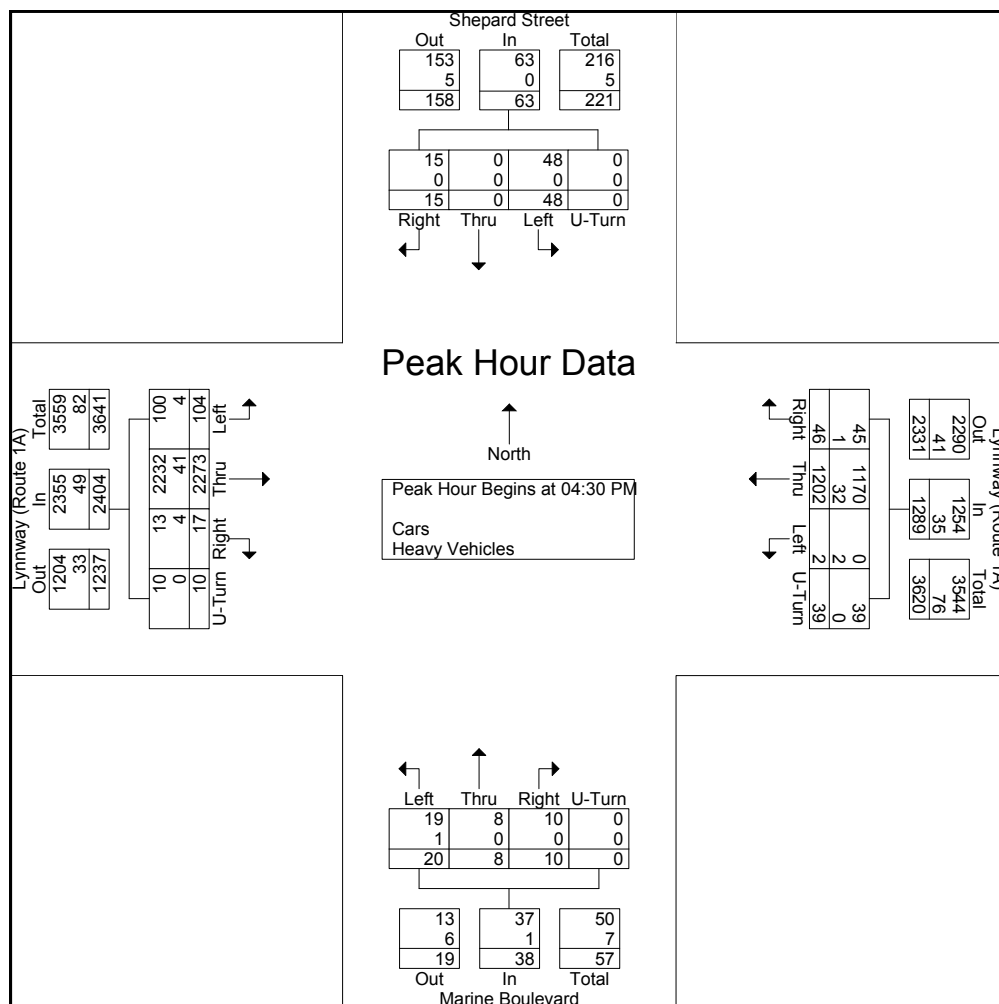 Shepard Street
Out In Total
153 63 216
5 0 5
158 63 221
15 0 48 0
0 0 0 0
15 0 48 0
Right Thru Left U-Turn
Peak Hour Data
North
Peak Hour Begins at 04:30 PM
Cars
Heavy Vehicles
Lynnway (Route 1A)
Out In Total
1204 2355 3559
33 49 82
1237 2404 3641
10 13 2232 100
0 4 41 4
10 17 2273 104
U-Turn Right Thru Left
Lynnway (Route 1A)
Out In Total
2290 1254 3544
41 35 76
2331 1289 3620
45 1170 0 39
1 32 2 0
46 1202 2 39
Right Thru Left U-Turn
Left Thru Right U-Turn
19 8 10 0
1 0 0 0
20 8 10 0
13 37 50
6 1 7
19 38 57
Out In Total
Marine Boulevard